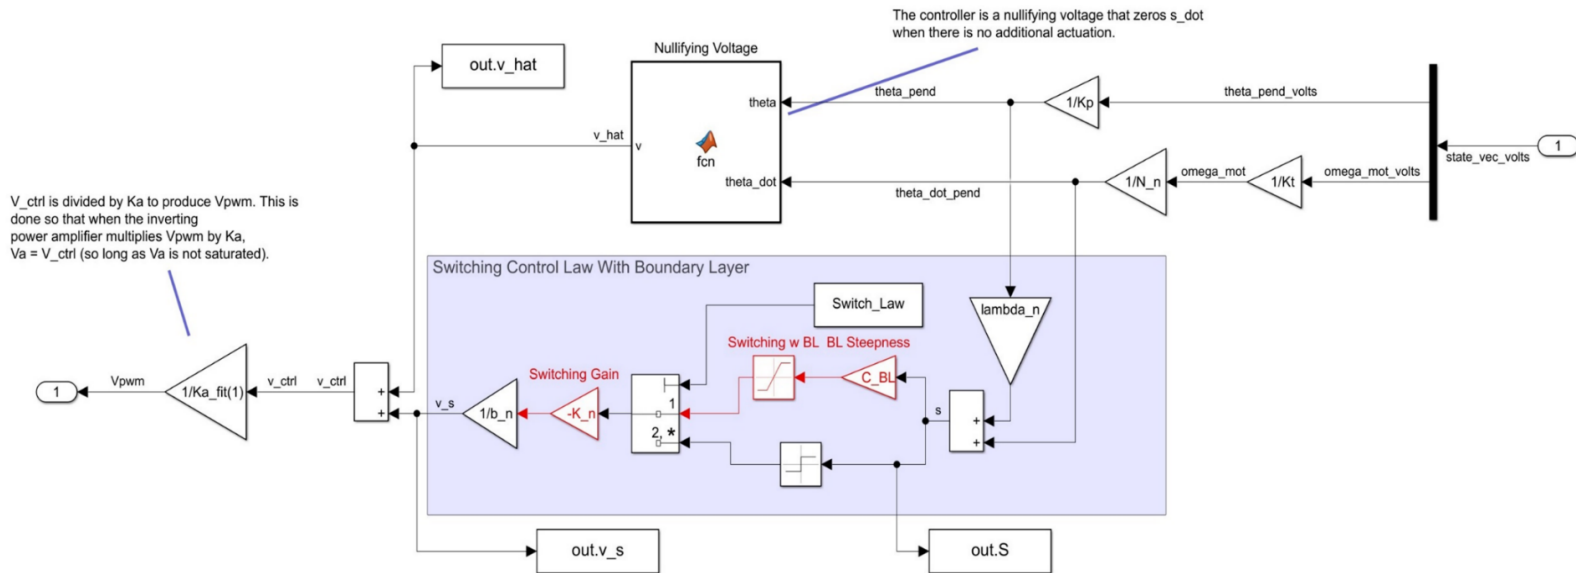 The controller is a nullifying voltage that zeros s_dot
when there is no additional actuation.
Nullifying Voltage
out.v_hat
theta
theta_pend
1/Kp
theta_pend_volts
v_hat
v
fcn
1
state_vec_volts
theta_dot
theta_dot_pend
1/N_n
omega_mot
1/Kt
omega_mot_volts
V_ctrl is divided by Ka to produce Vpwm. This is
done so that when the inverting
power amplifier multiplies Vpwm by Ka,
Va = V_ctrl (so long as Va is not saturated).
Switching Control Law With Boundary Layer
Switch_Law
lambda_n
Switching w BL BL Steepness
Switching Gain
C_BL
1
Vpwm
1/Ka_fit(1)
v_ctrl
v_ctrl
+
+
v_s
1/b_n
-K_n
1
2, *
s
+
+
out.v_s
out.S